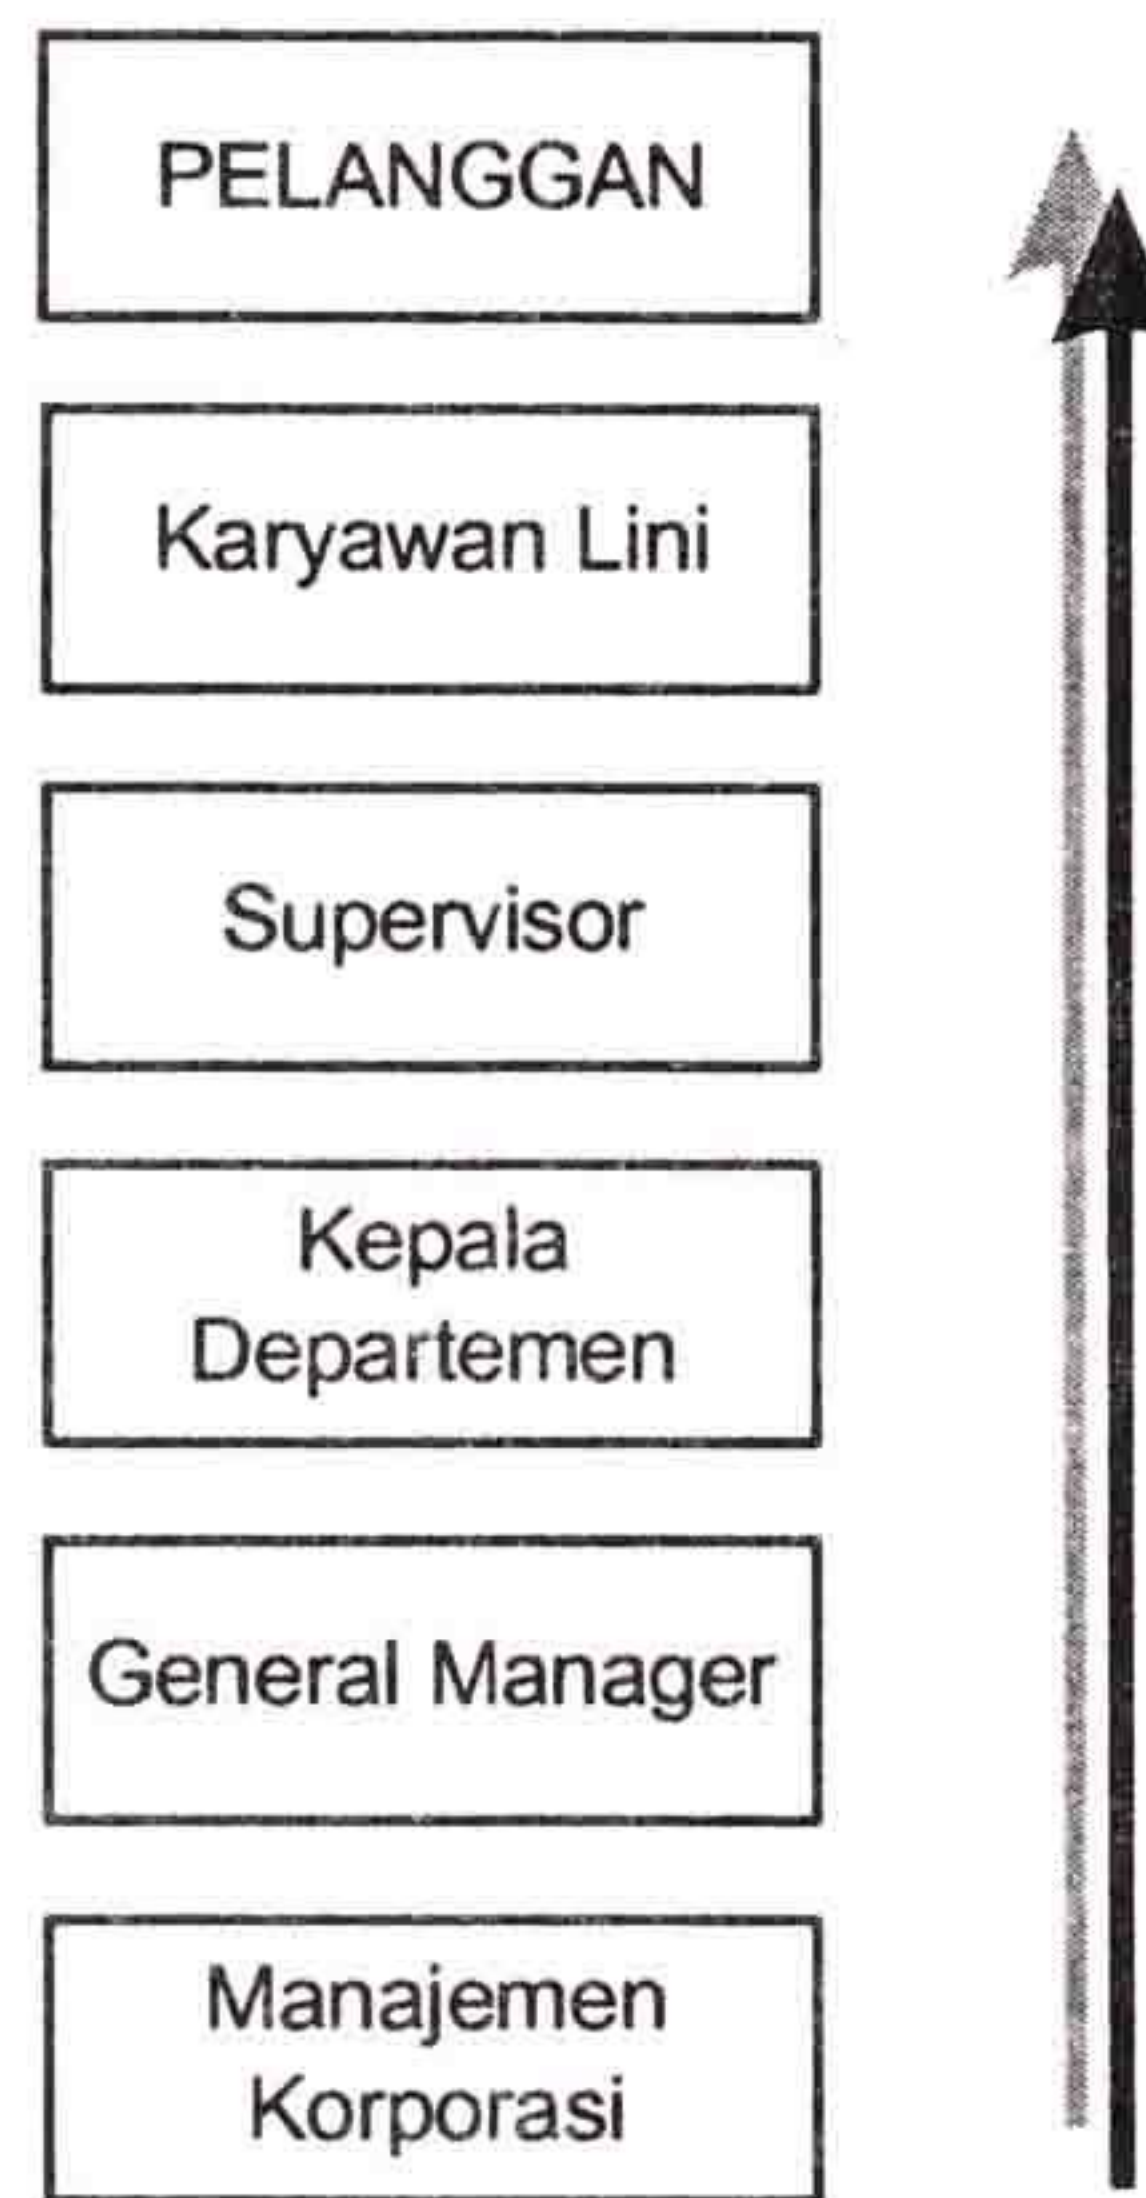 PELANGGAN
Karyawan Lini
Supervisor
Kepala
Departemen
General Manager
Manajemen
Korporasi